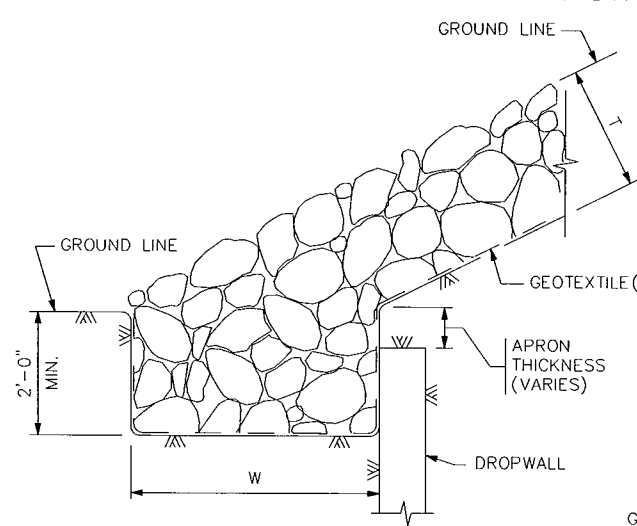 GROUND LINE
T
GROUND LINE
GEOTEXTILE(
2'-0"
MIN.
APRON
THICKNESS
(VARIES)
W
DROPWALL
G